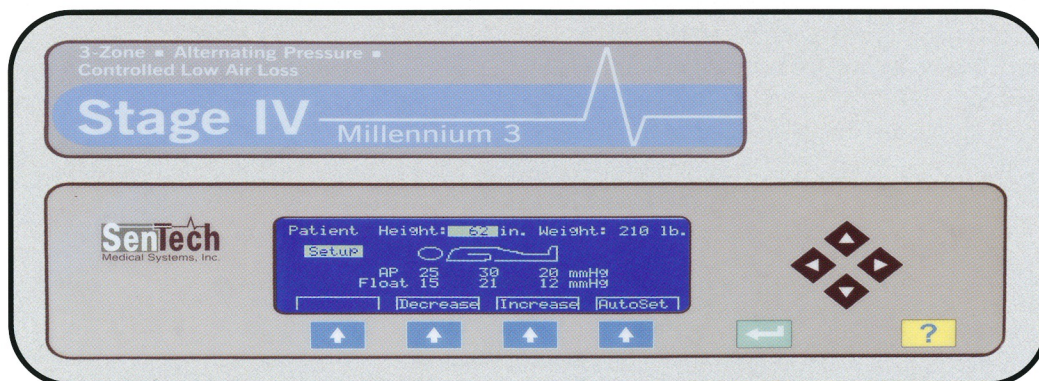 3-Zone ▪ Alternating Pressure ▪
Controlled Low Air Loss
Stage IV
Millennium 3
SenTech
Medical Systems, Inc.
Patient Height: 62 in. Weight: 210 lb.
Setup
AP 25 30 20 mmHg
Float 15 21 12 mmHg
Decrease Increase AutoSet
?